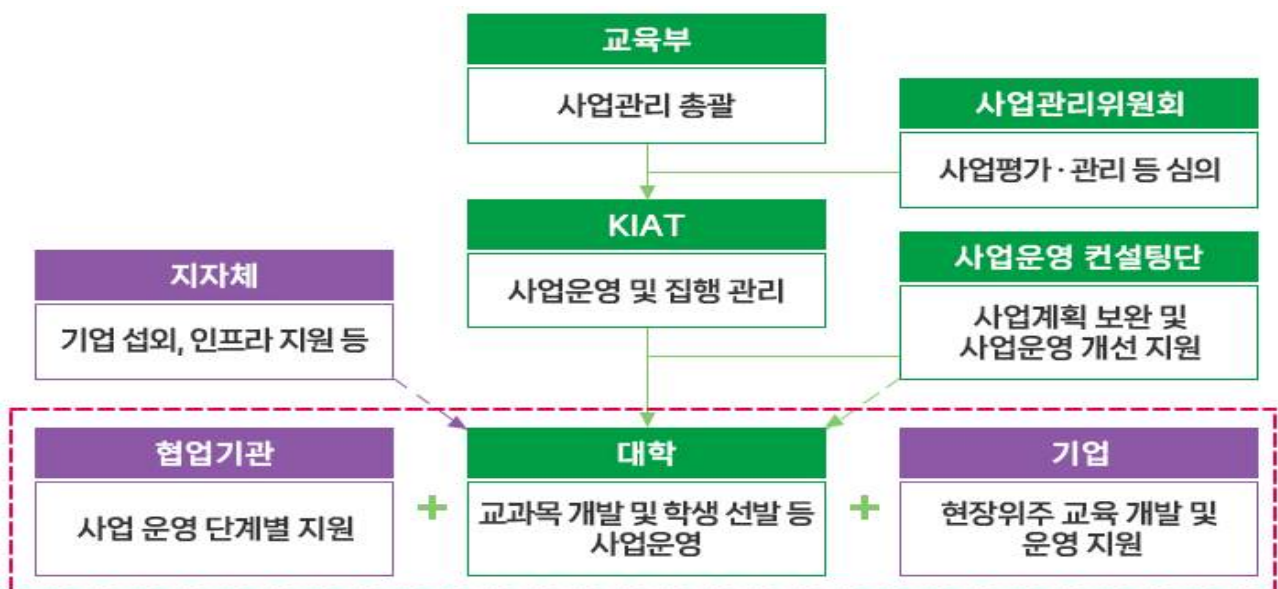 교육부
사업관리 총괄
사업관리위원회
사업평가 · 관리 등 심의
KIAT
사업운영 및 집행 관리
지자체
기업 섭외, 인프라 지원 등
사업운영 컨설팅단
사업계획 보완 및
사업운영 개선 지원
협업기관
사업 운영 단계별 지원
+
대학
교과목 개발 및 학생 선발 등
사업운영
+
기업
현장위주 교육 개발 및
운영 지원